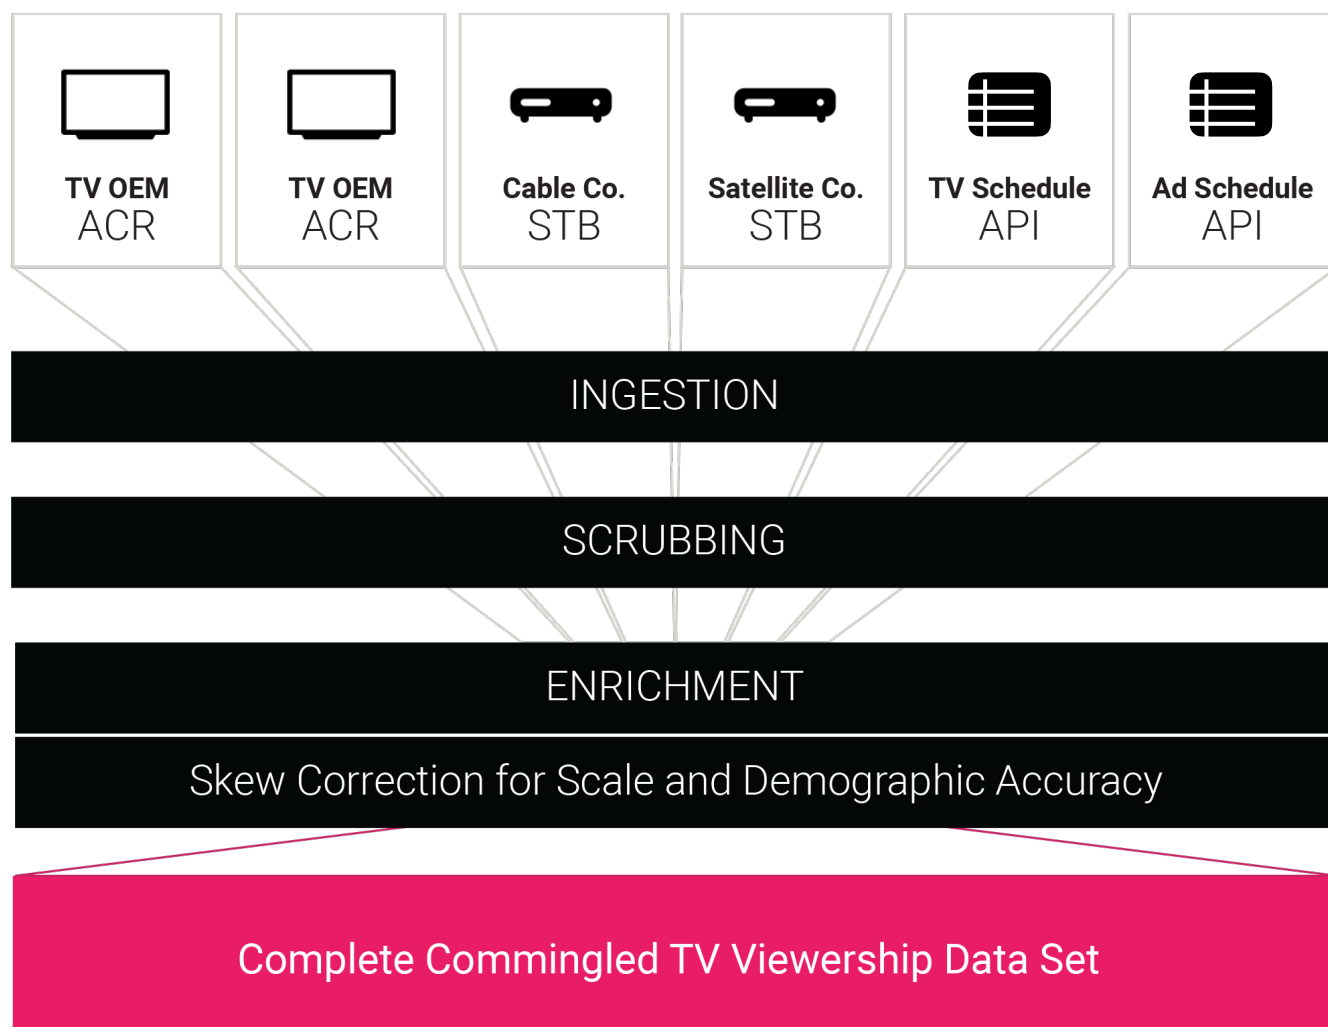 TV OEM
ACR
TV OEM
ACR
Cable Co.
STB
Satellite Co.
STB
TV Schedule
API
Ad Schedule
API
INGESTION
SCRUBBING
ENRICHMENT
Skew Correction for Scale and Demographic Accuracy
Complete Commingled TV Viewership Data Set